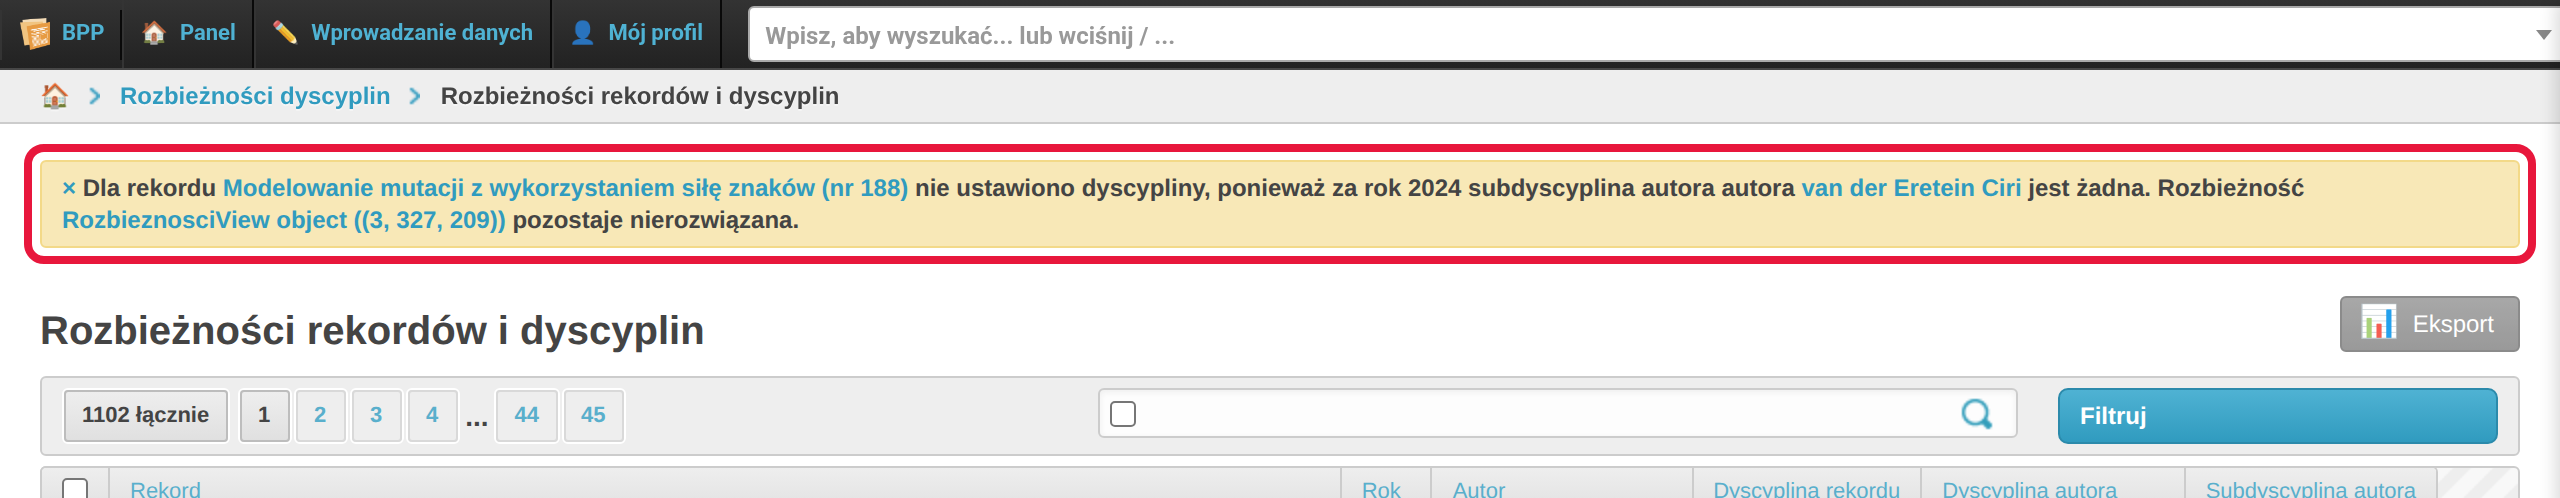 BPP Panel Wprowadzanie danych Mój profil Wpisz, aby wyszukać... lub wciśnij / ...
Rozbieżności dyscyplin Rozbieżności rekordów i dyscyplin
× Dla rekordu Modelowanie mutacji z wykorzystaniem siłę znaków (nr 188) nie ustawiono dyscypliny, ponieważ za rok 2024 subdyscyplina autora autora van der Eretein Ciri jest żadna. Rozbieżność
RozbieznosciView object ((3, 327, 209)) pozostaje nierozwiązana.
Rozbieżności rekordów i dyscyplin
Eksport
1102 łącznie 1 2 3 4 ... 44 45 Filtruj
Rekord Rok Autor Dyscyplina rekordu Dyscyplina autora Subdyscyplina autora